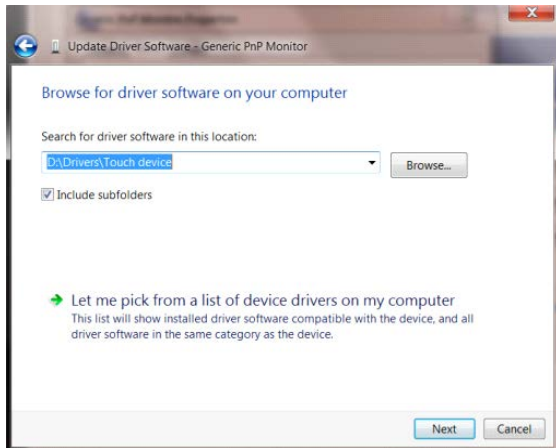 Update Driver Software - Generic PnP Monitor
Browse for driver software on your computer
Search for driver software in this location:
D:\Drivers\Touch device
Browse...
Include subfolders
Let me pick from a list of device drivers on my computer
This list will show installed driver software compatible with the device, and all
driver software in the same category as the device.
Next
Cancel